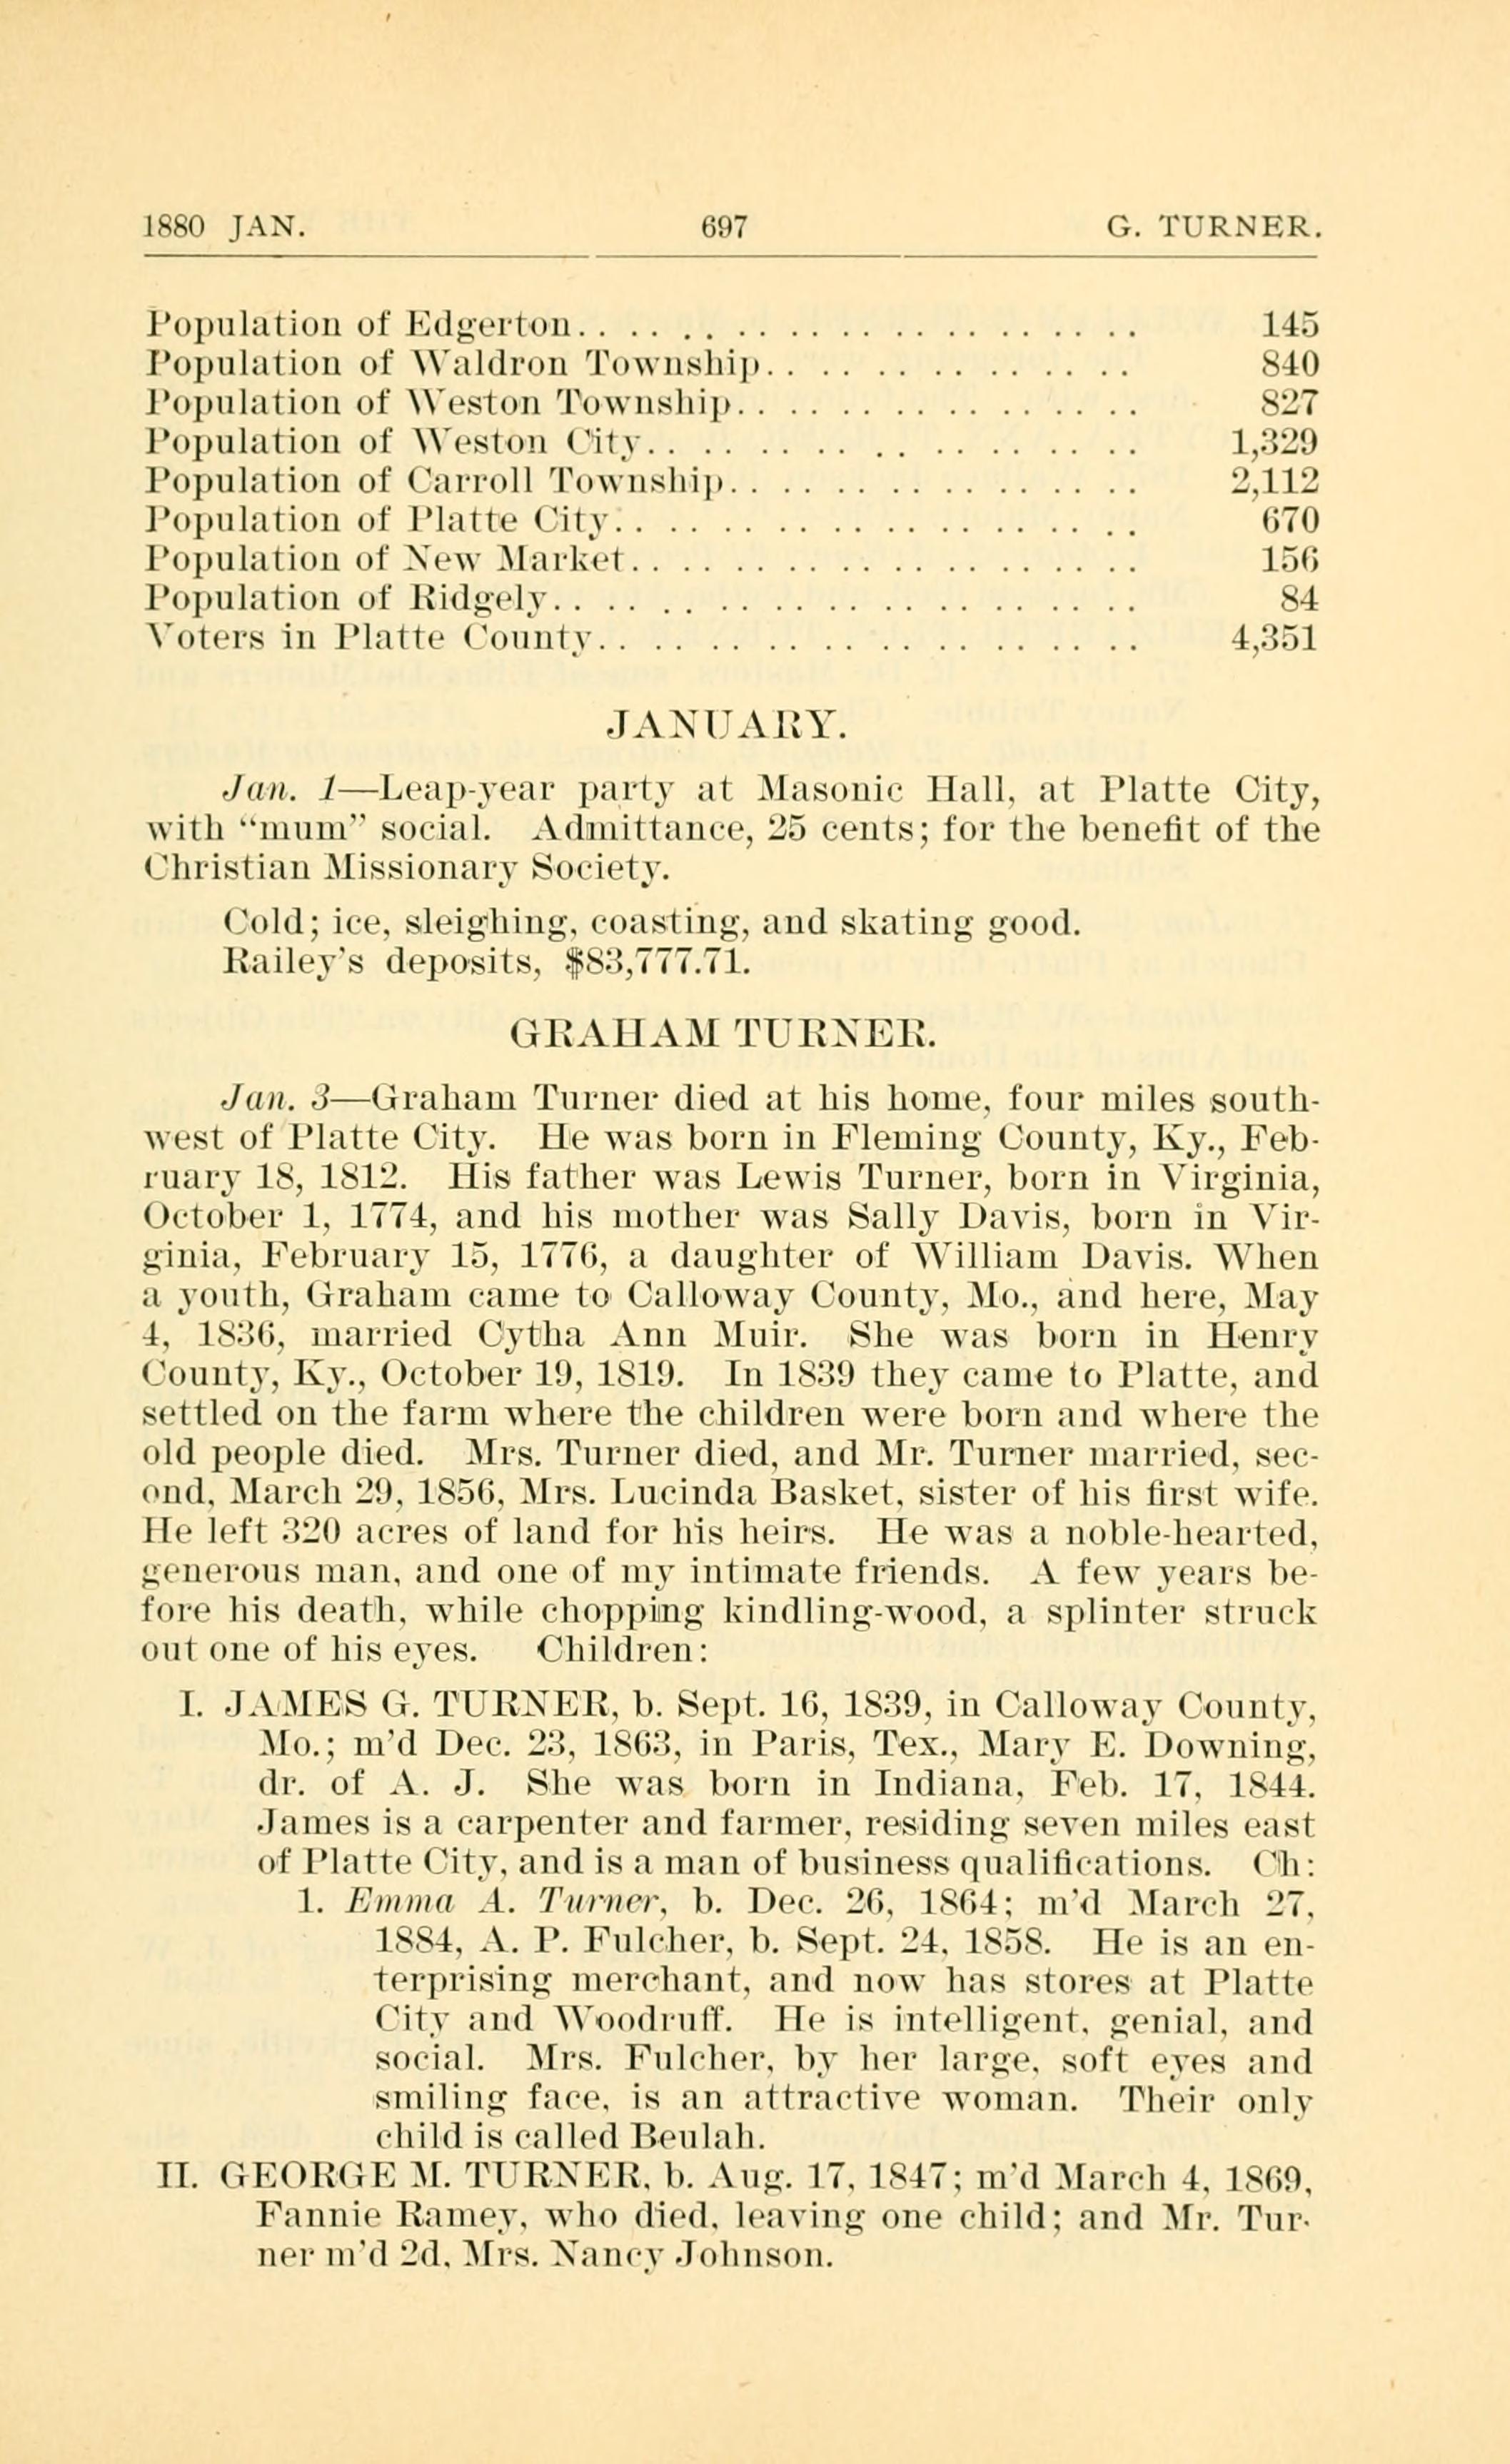 1880 JAN. 697 G. TURNER.
Population of Edgerton. . . . . . . . . . . . . . . . . . . . . 145
Population of Waldron Township. . . . . . . . . . . . . . 840
Population of Weston Township. . . . . . . . . . . . . . . 827
Population of Weston City. . . . . . . . . . . . . . . . . . 1,329
Population of Carroll Township. . . . . . . . . . . . . . . 2,112
Population of Platte City. . . . . . . . . . . . . . . . . . . 670
Population of New Market. . . . . . . . . . . . . . . . . . . 156
Population of Ridgely. . . . . . . . . . . . . . . . . . . . . 84
Voters in Platte County. . . . . . . . . . . . . . . . . . . . 4,351
JANUARY.
Jan. 1—Leap-year party at Masonic Hall, at Platte City,
with “mum” social. Admittance, 25 cents; for the benefit of the
Christian Missionary Society.
Cold; ice, sleighing, coasting, and skating good.
Railey's deposits, $83,777.71.
GRAHAM TURNER.
Jan. 3—Graham Turner died at his home, four miles south-
west of Platte City. He was born in Fleming County, Ky., Feb-
ruary 18, 1812. His father was Lewis Turner, born in Virginia,
October 1, 1774, and his mother was Sally Davis, born in Vir-
ginia, February 15, 1776, a daughter of William Davis. When
a youth, Graham came to Calloway County, Mo., and here, May
4, 1836, married Cytha Ann Muir. She was born in Henry
County, Ky., October 19, 1819. In 1839 they came to Platte, and
settled on the farm where the children were born and where the
old people died. Mrs. Turner died, and Mr. Turner married, sec-
ond, March 29, 1856, Mrs. Lucinda Basket, sister of his first wife.
He left 320 acres of land for his heirs. He was a noble-hearted,
generous man, and one of my intimate friends. A few years be-
fore his death, while chopping kindling-wood, a splinter struck
out one of his eyes. Children:
I. JAMES G. TURNER, b. Sept. 16, 1839, in Calloway County,
Mo.; m'd Dec. 23, 1863, in Paris, Tex., Mary E. Downing,
dr. of A. J. She was born in Indiana, Feb. 17, 1844.
James is a carpenter and farmer, residing seven miles east
of Platte City, and is a man of business qualifications. Ch:
1. Emma A. Turner, b. Dec. 26, 1864; m'd March 27,
1884, A. P. Fulcher, b. Sept. 24, 1858. He is an en-
terprising merchant, and now has stores at Platte
City and Woodruff. He is intelligent, genial, and
social. Mrs. Fulcher, by her large, soft eyes and
smiling face, is an attractive woman. Their only
child is called Beulah.
II. GEORGE M. TURNER, b. Aug. 17, 1847; m'd March 4, 1869,
Fannie Ramey, who died, leaving one child; and Mr. Tur-
ner m'd 2d, Mrs. Nancy Johnson.